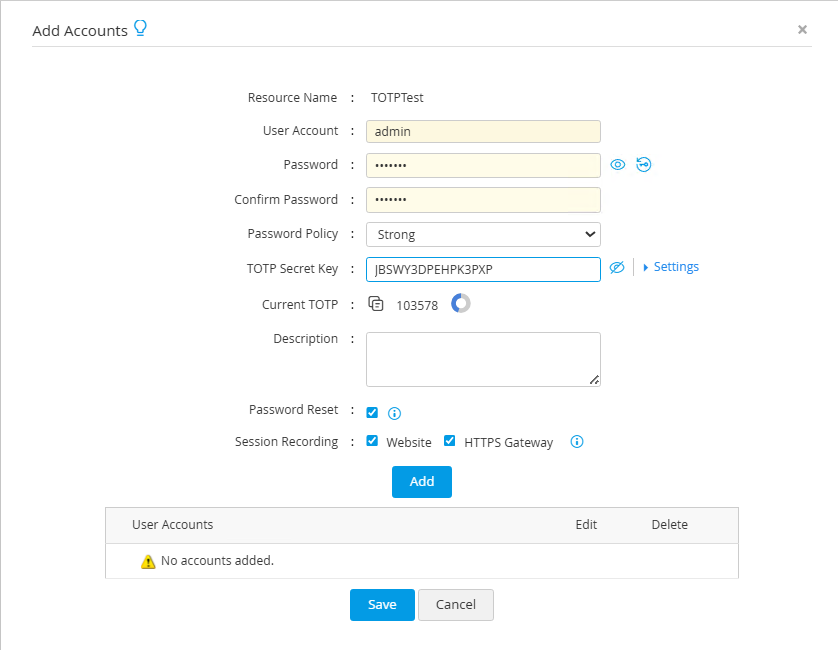 Add Accounts
Resource Name : TOTPTest
User Account : admin
Password : •••••••
Confirm Password : •••••••
Password Policy : Strong
TOTP Secret Key : JBSWY3DPEHPK3PXP Settings
Current TOTP : 103578
Description :
Password Reset :
Session Recording : Website HTTPS Gateway
Add
User Accounts Edit Delete
No accounts added.
Save Cancel